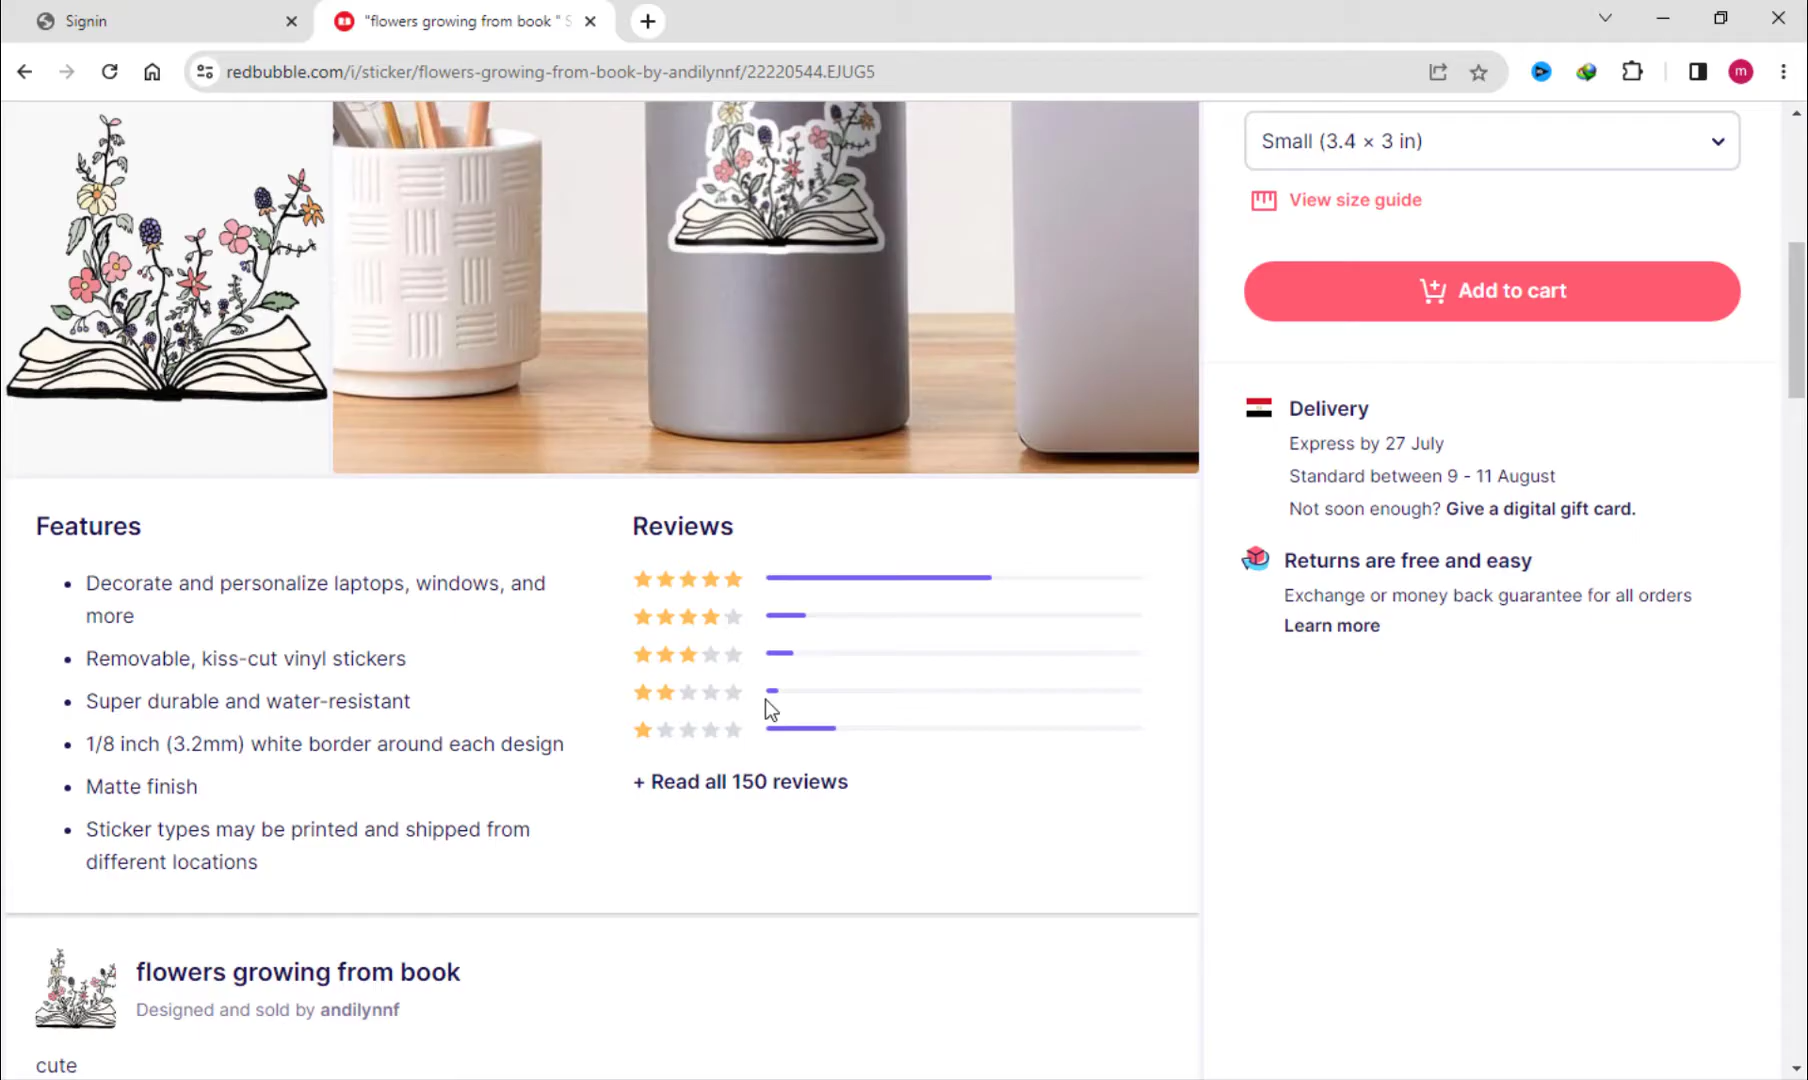 Signin
"flowers growing from book " S
redbubble.com/i/sticker/flowers-growing-from-book-by-andilynnf/22220544.EJUG5
m
Small (3.4 × 3 in)
View size guide
Add to cart
Delivery
Express by 27 July
Standard between 9 - 11 August
Not soon enough? Give a digital gift card.
Returns are free and easy
Exchange or money back guarantee for all orders
Learn more
Features
Decorate and personalize laptops, windows, and
more
Removable, kiss-cut vinyl stickers
Super durable and water-resistant
1/8 inch (3.2mm) white border around each design
Matte finish
Sticker types may be printed and shipped from
different locations
Reviews
+ Read all 150 reviews
flowers growing from book
Designed and sold by andilynnf
cute